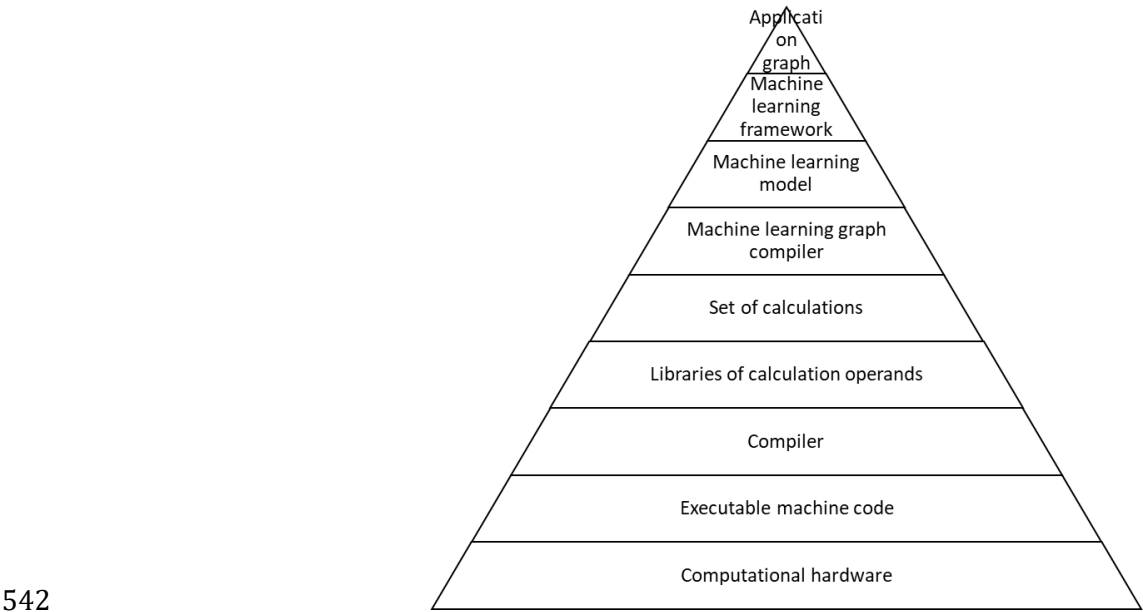 Applicati
on
graph
Machine
learning
framework
Machine learning
model
Machine learning graph
compiler
Set of calculations
Libraries of calculation operands
Compiler
Executable machine code
Computational hardware
542